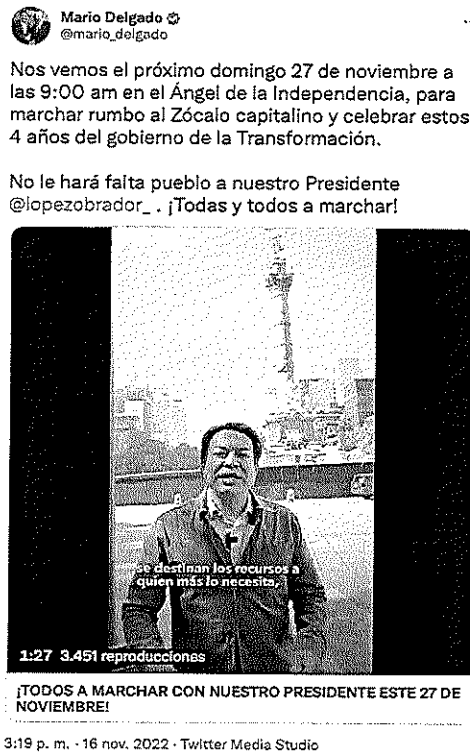 Mario Delgado
@mario_delgado
Nos vemos el próximo domingo 27 de noviembre a
las 9:00 am en el Ángel de la Independencia, para
marchar rumbo al Zócalo capitalino y celebrar estos
4 años del gobierno de la Transformación.
No le hará falta pueblo a nuestro Presidente
@lopezobrador_ . ¡Todas y todos a marchar!
se destinan los recursos a
quien más lo necesita,
1:27 3.451 reproducciones
¡TODOS A MARCHAR CON NUESTRO PRESIDENTE ESTE 27 DE
NOVIEMBRE!
3:19 p. m. · 16 nov. 2022 · Twitter Media Studio